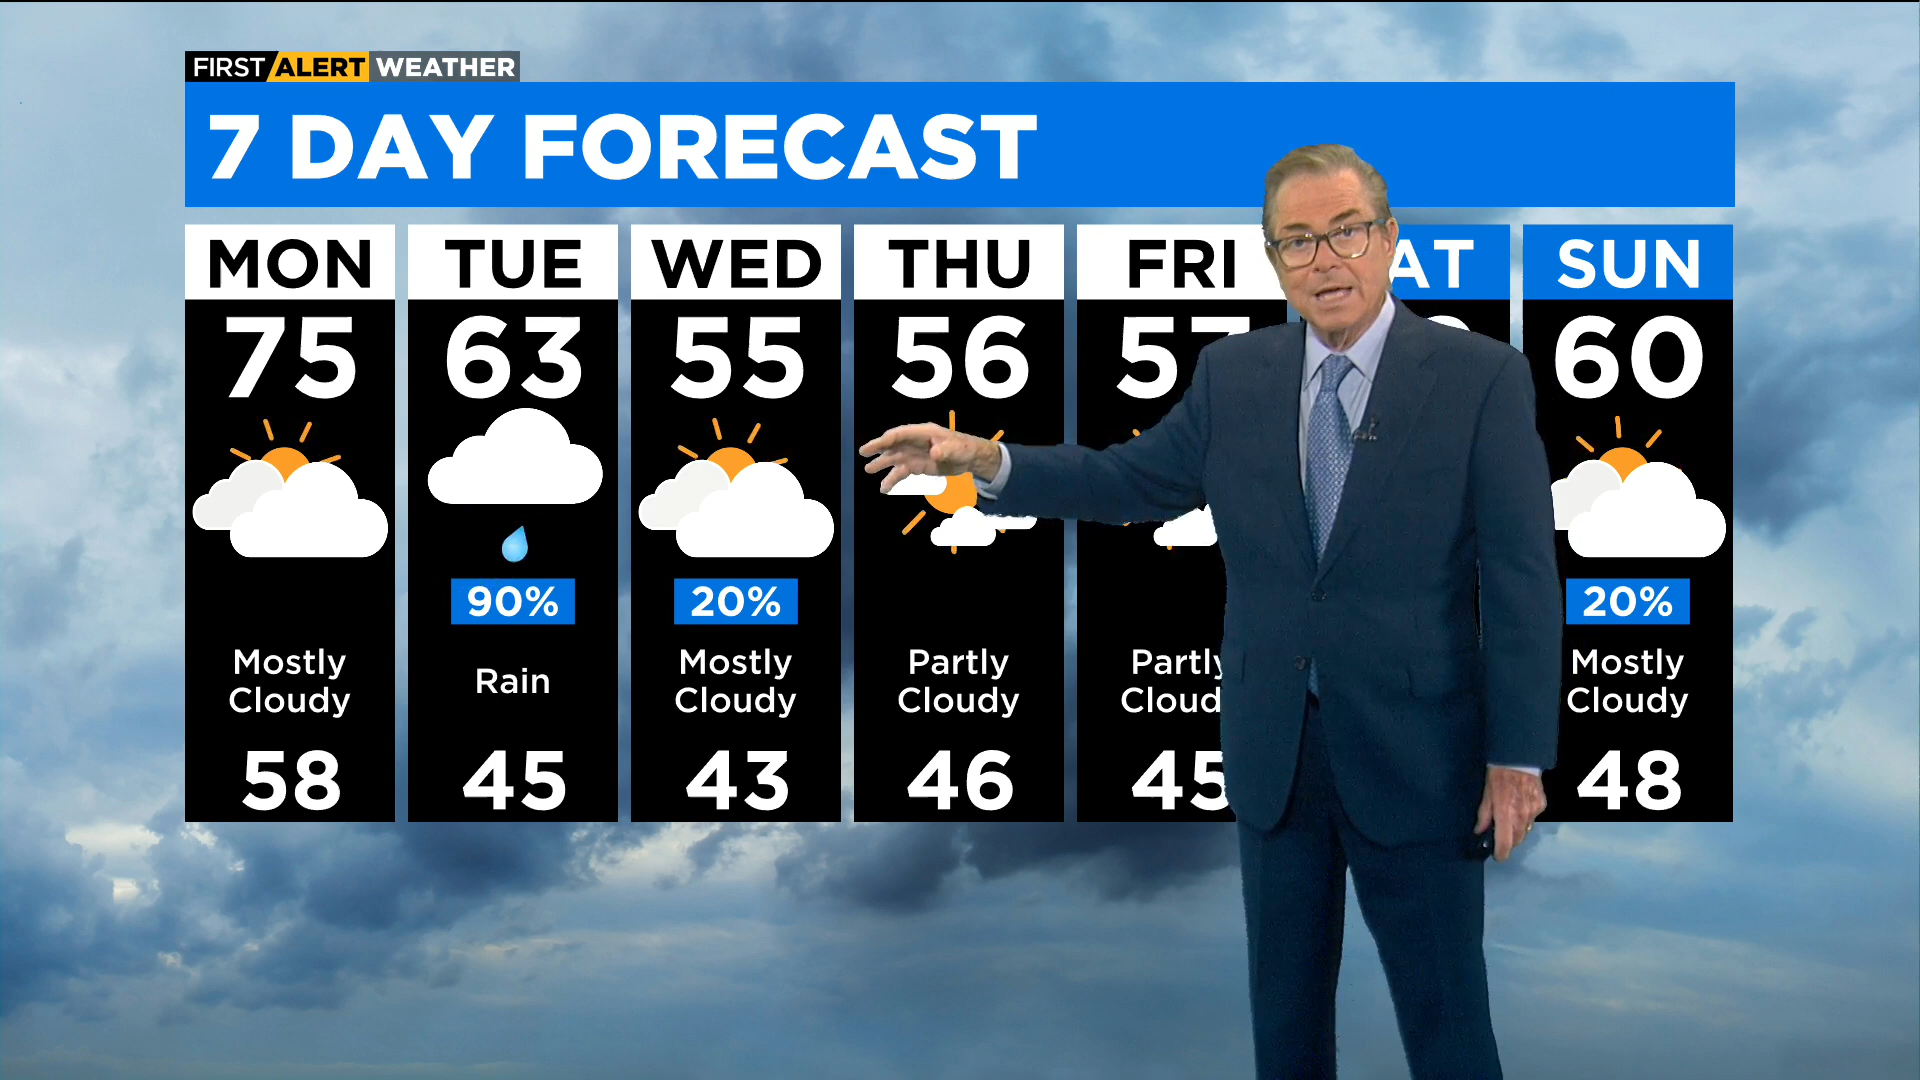 FIRST ALERT WEATHER
7 DAY FORECAST
MON TUE WED THU FRI SUN
75 63 55 56 60
90% 20% 20%
Mostly Cloudy
Rain
Mostly Cloudy
Partly Cloudy
Mostly Cloudy
58 45 43 46 45 48